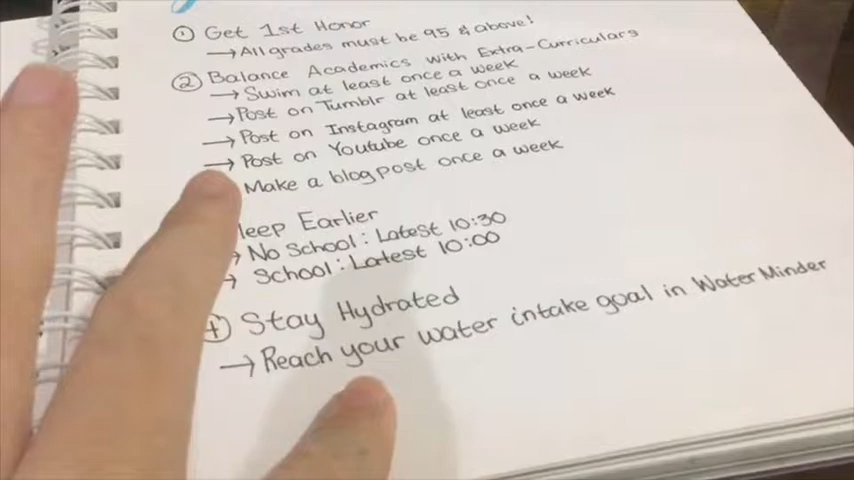 ① Get 1st Honor
→ All grades must be 95 & above!
② Balance Academics with Extra-Curriculars
→ Swim at least once a week
→ Post on Tumblr at least once a week
→ Post on Instagram at least once a week
→ Post on Youtube once a week
Make a blog post once a week
leep Earlier
→ No School: Latest 10:30
→ School: Latest 10:00
④ Stay Hydrated
→ Reach your water intake goal in WaterMinder